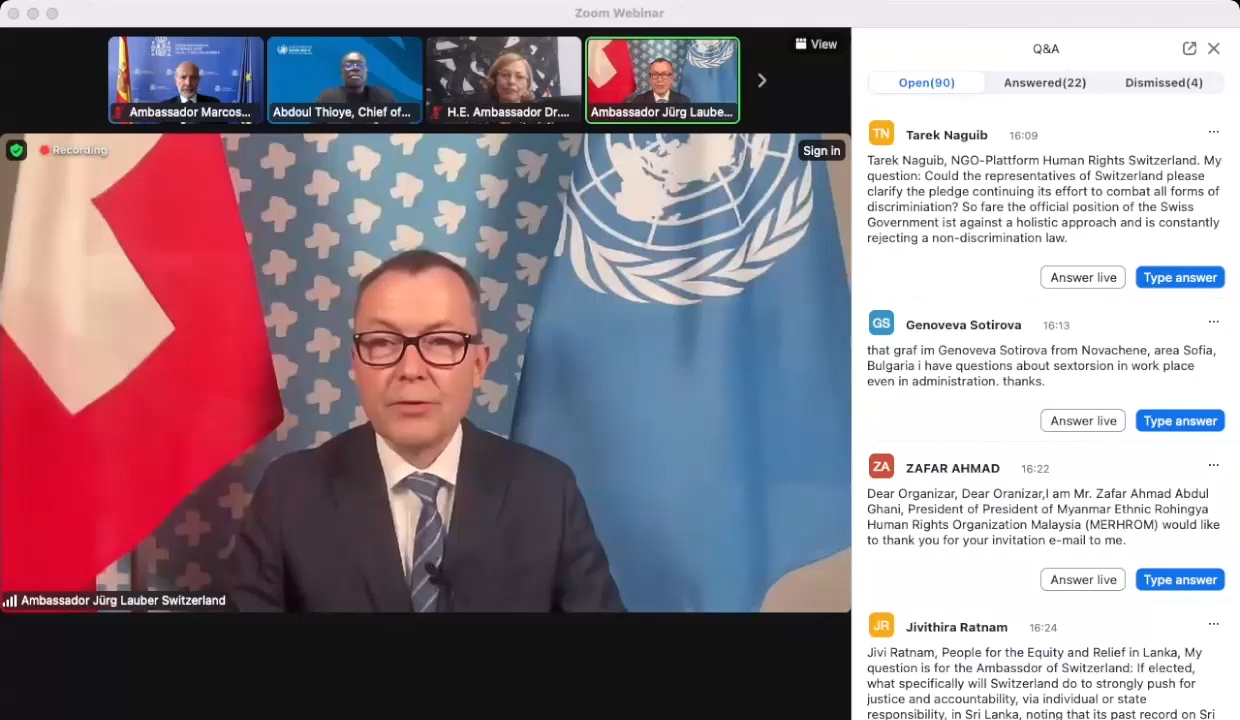 Zoom Webinar
View
Ambassador Marcos...
Abdoul Thioye, Chief of...
H.E. Ambassador Dr....
Ambassador Jürg Laube...
Recording
Sign in
Ambassador Jürg Lauber Switzerland
Q&A
Open(90)
Answered(22)
Dismissed(4)
TN
Tarek Naguib
16:09
Tarek Naguib, NGO-Plattform Human Rights Switzerland. My
question: Could the representatives of Switzerland please
clarify the pledge continuing its effort to combat all forms of
discriminiation? So fare the official position of the Swiss
Government ist against a holistic approach and is constantly
rejecting a non-discrimination law.
Answer live
Type answer
GS
Genoveva Sotirova
16:13
that graf im Genoveva Sotirova from Novachene, area Sofia,
Bulgaria i have questions about sextorsion in work place
even in administration. thanks.
Answer live
Type answer
ZA
ZAFAR AHMAD
16:22
Dear Organizar, Dear Oranizar,I am Mr. Zafar Ahmad Abdul
Ghani, President of President of Myanmar Ethnic Rohingya
Human Rights Organization Malaysia (MERHROM) would like
to thank you for your invitation e-mail to me.
Answer live
Type answer
JR
Jivithira Ratnam
16:24
Jivi Ratnam, People for the Equity and Relief in Lanka, My
question is for the Ambassdor of Switzerland: If elected,
what specifically will Switzerland do to strongly push for
justice and accountability, via individual or state
responsibility, in Sri Lanka, noting that its past record on Sri